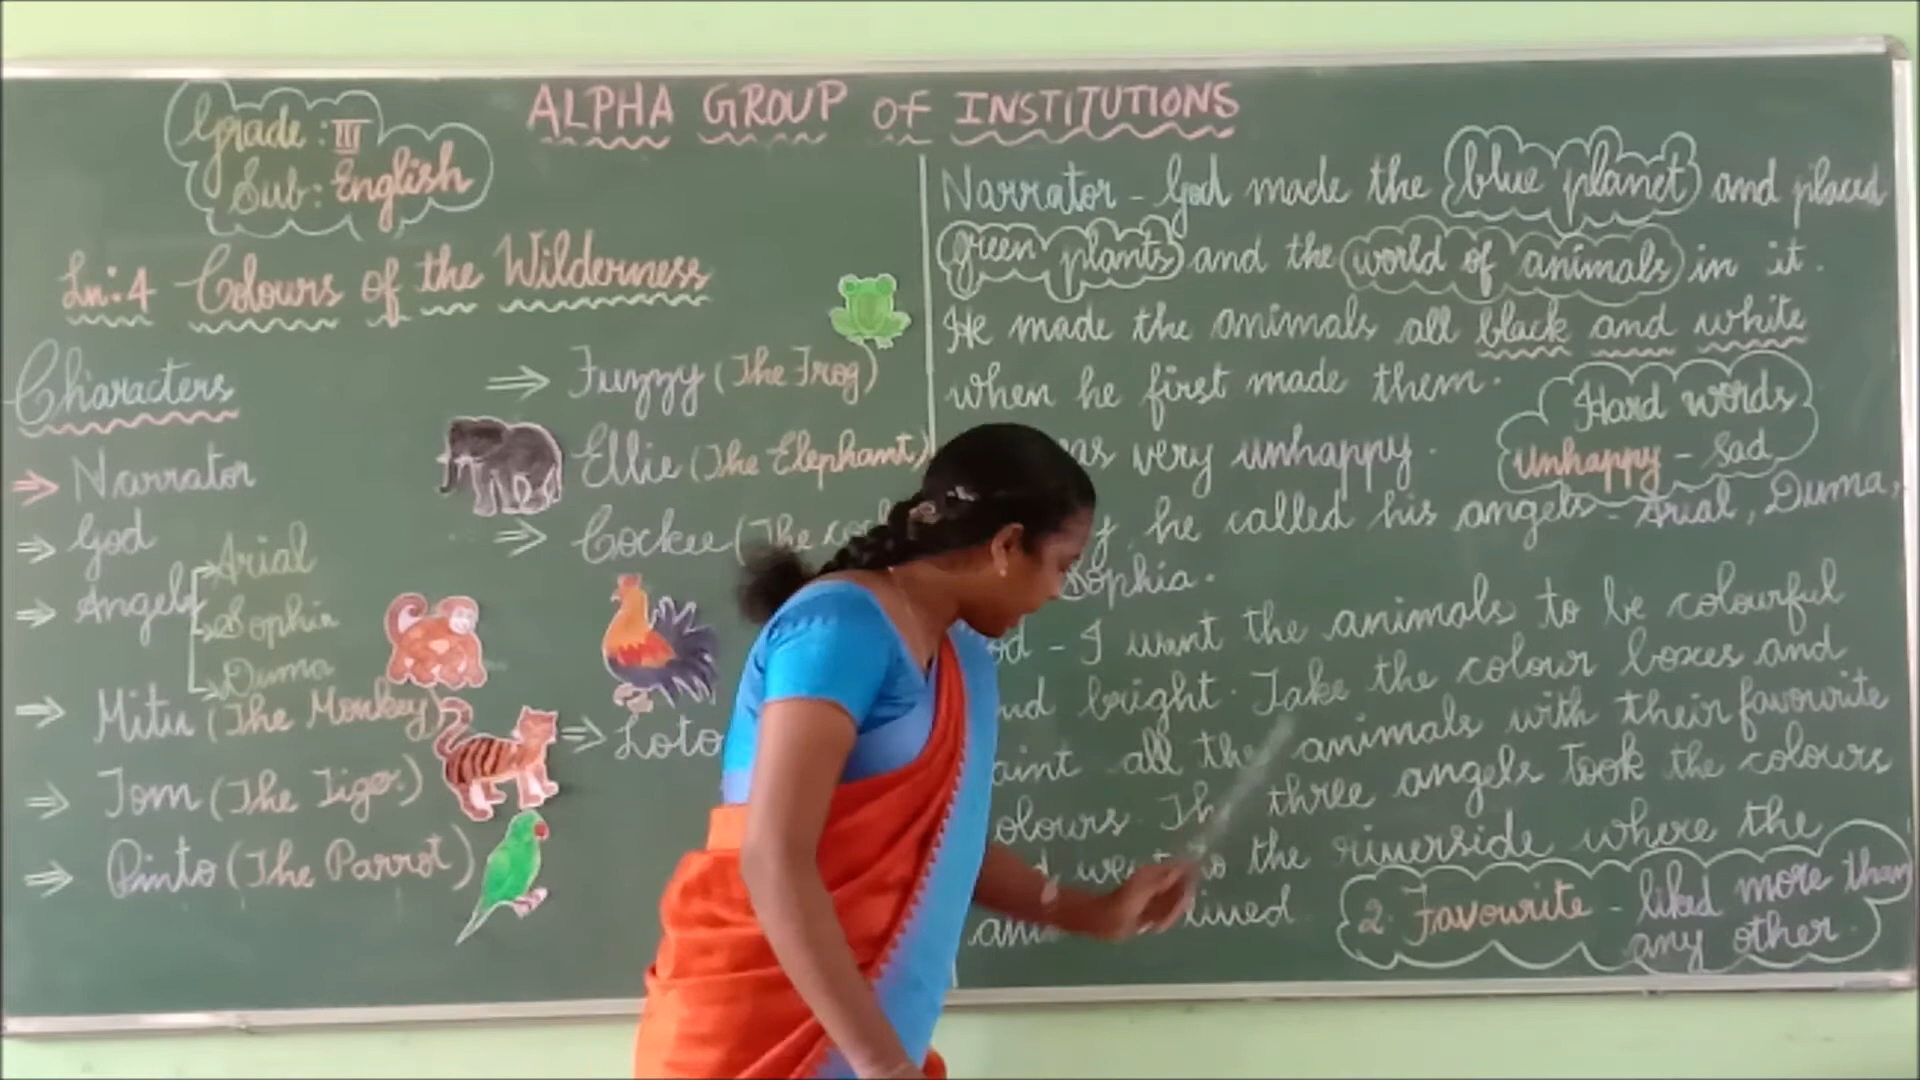 ALPHA GROUP of INSTITUTIONS
Grade : III
Sub : English
Ln:4 Colours of the Wilderness
Characters
⇒ Narrator
⇒ God
⇒ Angels
Arial
Sophia
Duma
⇒ Mitu (The Monkey)
⇒ Tom (The Tiger)
⇒ Pinto (The Parrot)
⇒ Fuzzy (The Frog)
Ellie (The Elephant)
⇒ Cockee (The
⇒
Narrator - God made the blue planet and placed
green plants and the world of animals in it.
He made the animals all black and white
when he first made them.
very unhappy.
Hard words
Unhappy - Sad
he called his angels - Arial, Duma,
Sophia.
- I want the animals to be colourful
bright. Take the colour boxes and
all the animals with their favourite
three angels took the colours
the riverside where the
lived
2. Favourite - liked more than
any other.